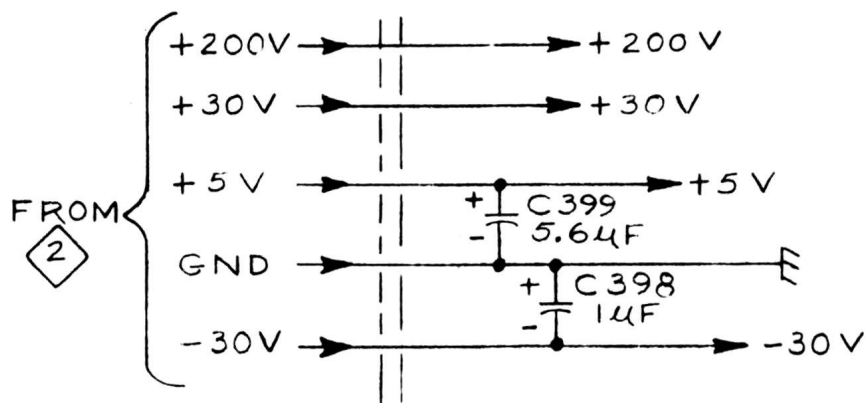 +200V +200V
+30V +30V
+5V +5V
+ C399
FROM - 5.6µF
2
GND
+ C398
- 1µF
-30V -30V